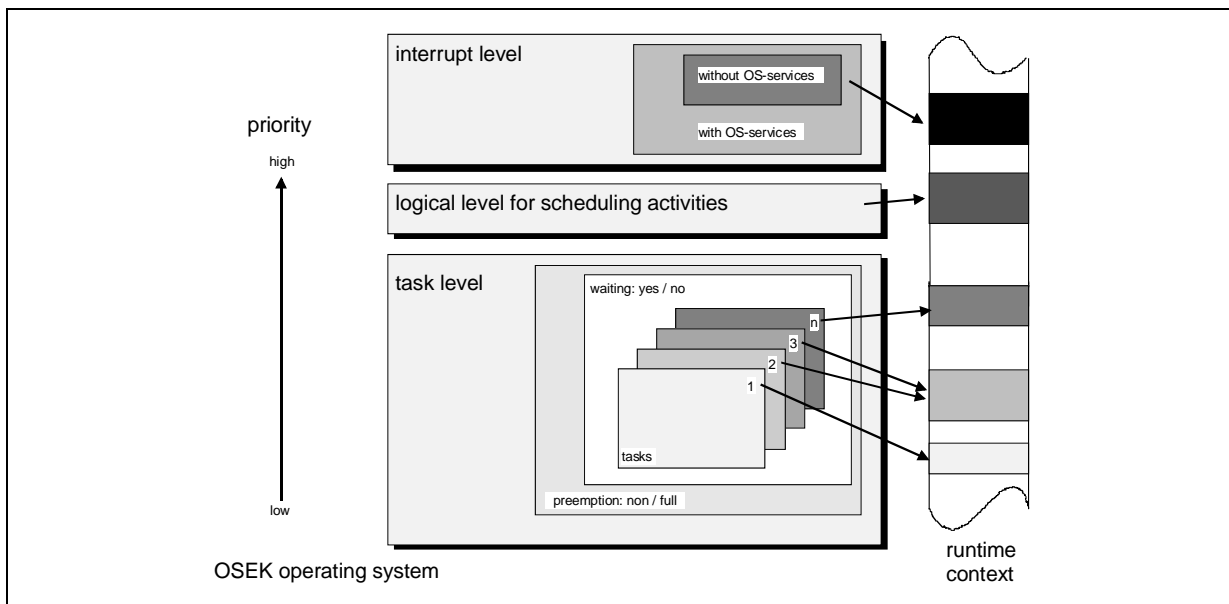 interrupt level
without OS-services
with OS-services
priority
high
logical level for scheduling activities
task level
waiting: yes / no
n
3
2
1
tasks
preemption: non / full
low
OSEK operating system
runtime
context